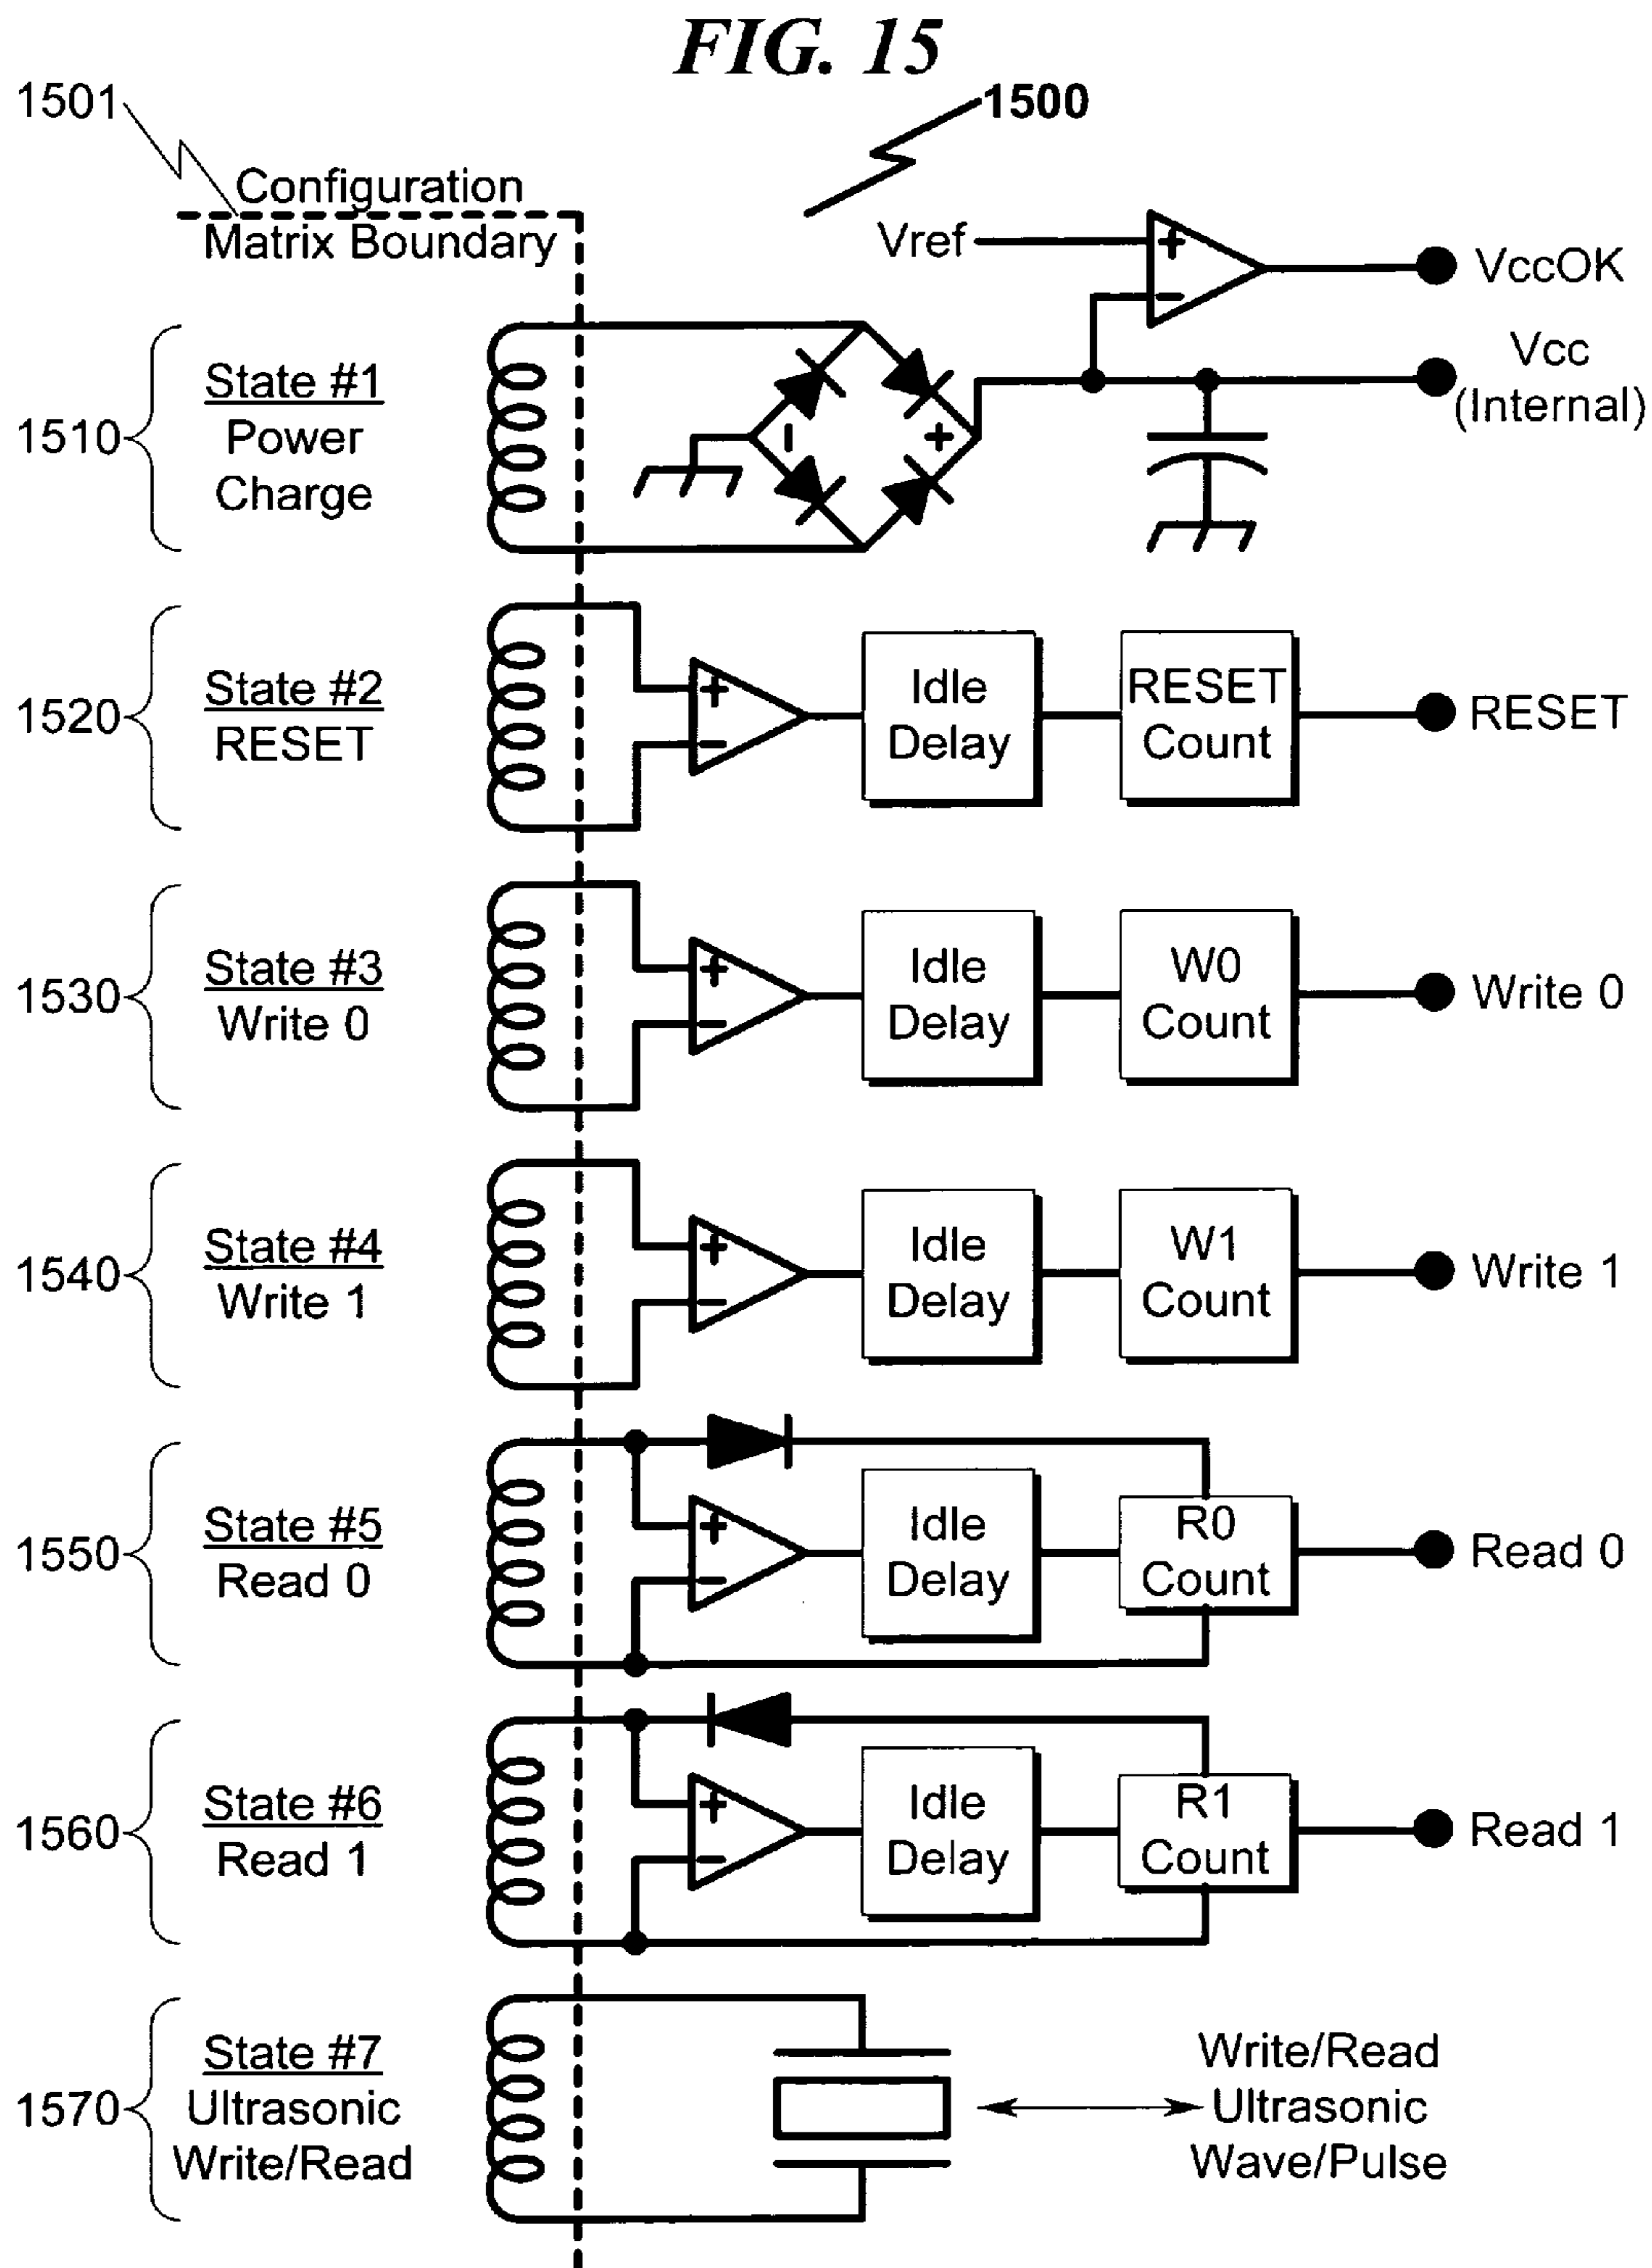 FIG. 15
1501
1500
Configuration
Matrix Boundary
Vref
+
−
VccOK
Vcc
(Internal)
1510
State #1
Power
Charge
−
+
1520
State #2
RESET
+
−
Idle
Delay
RESET
Count
RESET
1530
State #3
Write 0
+
−
Idle
Delay
W0
Count
Write 0
1540
State #4
Write 1
+
−
Idle
Delay
W1
Count
Write 1
1550
State #5
Read 0
+
−
Idle
Delay
R0
Count
Read 0
1560
State #6
Read 1
+
−
Idle
Delay
R1
Count
Read 1
1570
State #7
Ultrasonic
Write/Read
Write/Read
Ultrasonic
Wave/Pulse